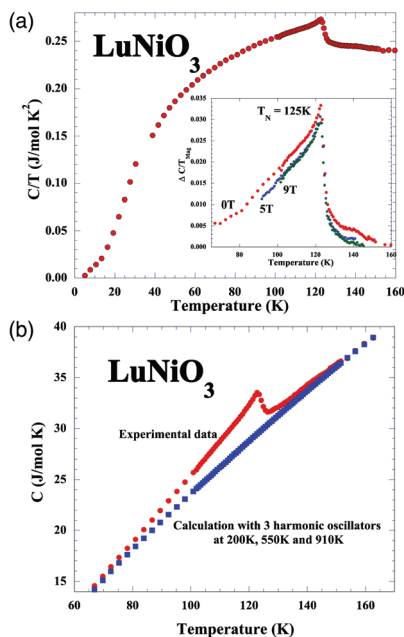 (a)
LuNiO3
C/T (J/mol K2)
0.25
0.20
0.15
0.10
0.05
0.00
0 20 40 60 80 100 120 140 160
Temperature (K)
Δ C/TMag
0.035
0.030
0.025
0.020
0.015
0.010
0.005
0.000
TN = 125K
0T
5T
9T
80 100 120 140 160
Temperature (K)
(b)
LuNiO3
C (J/mol K)
40
35
30
25
20
15
Experimental data
Calculation with 3 harmonic oscillators
at 200K, 550K and 910K
60 80 100 120 140 160
Temperature (K)